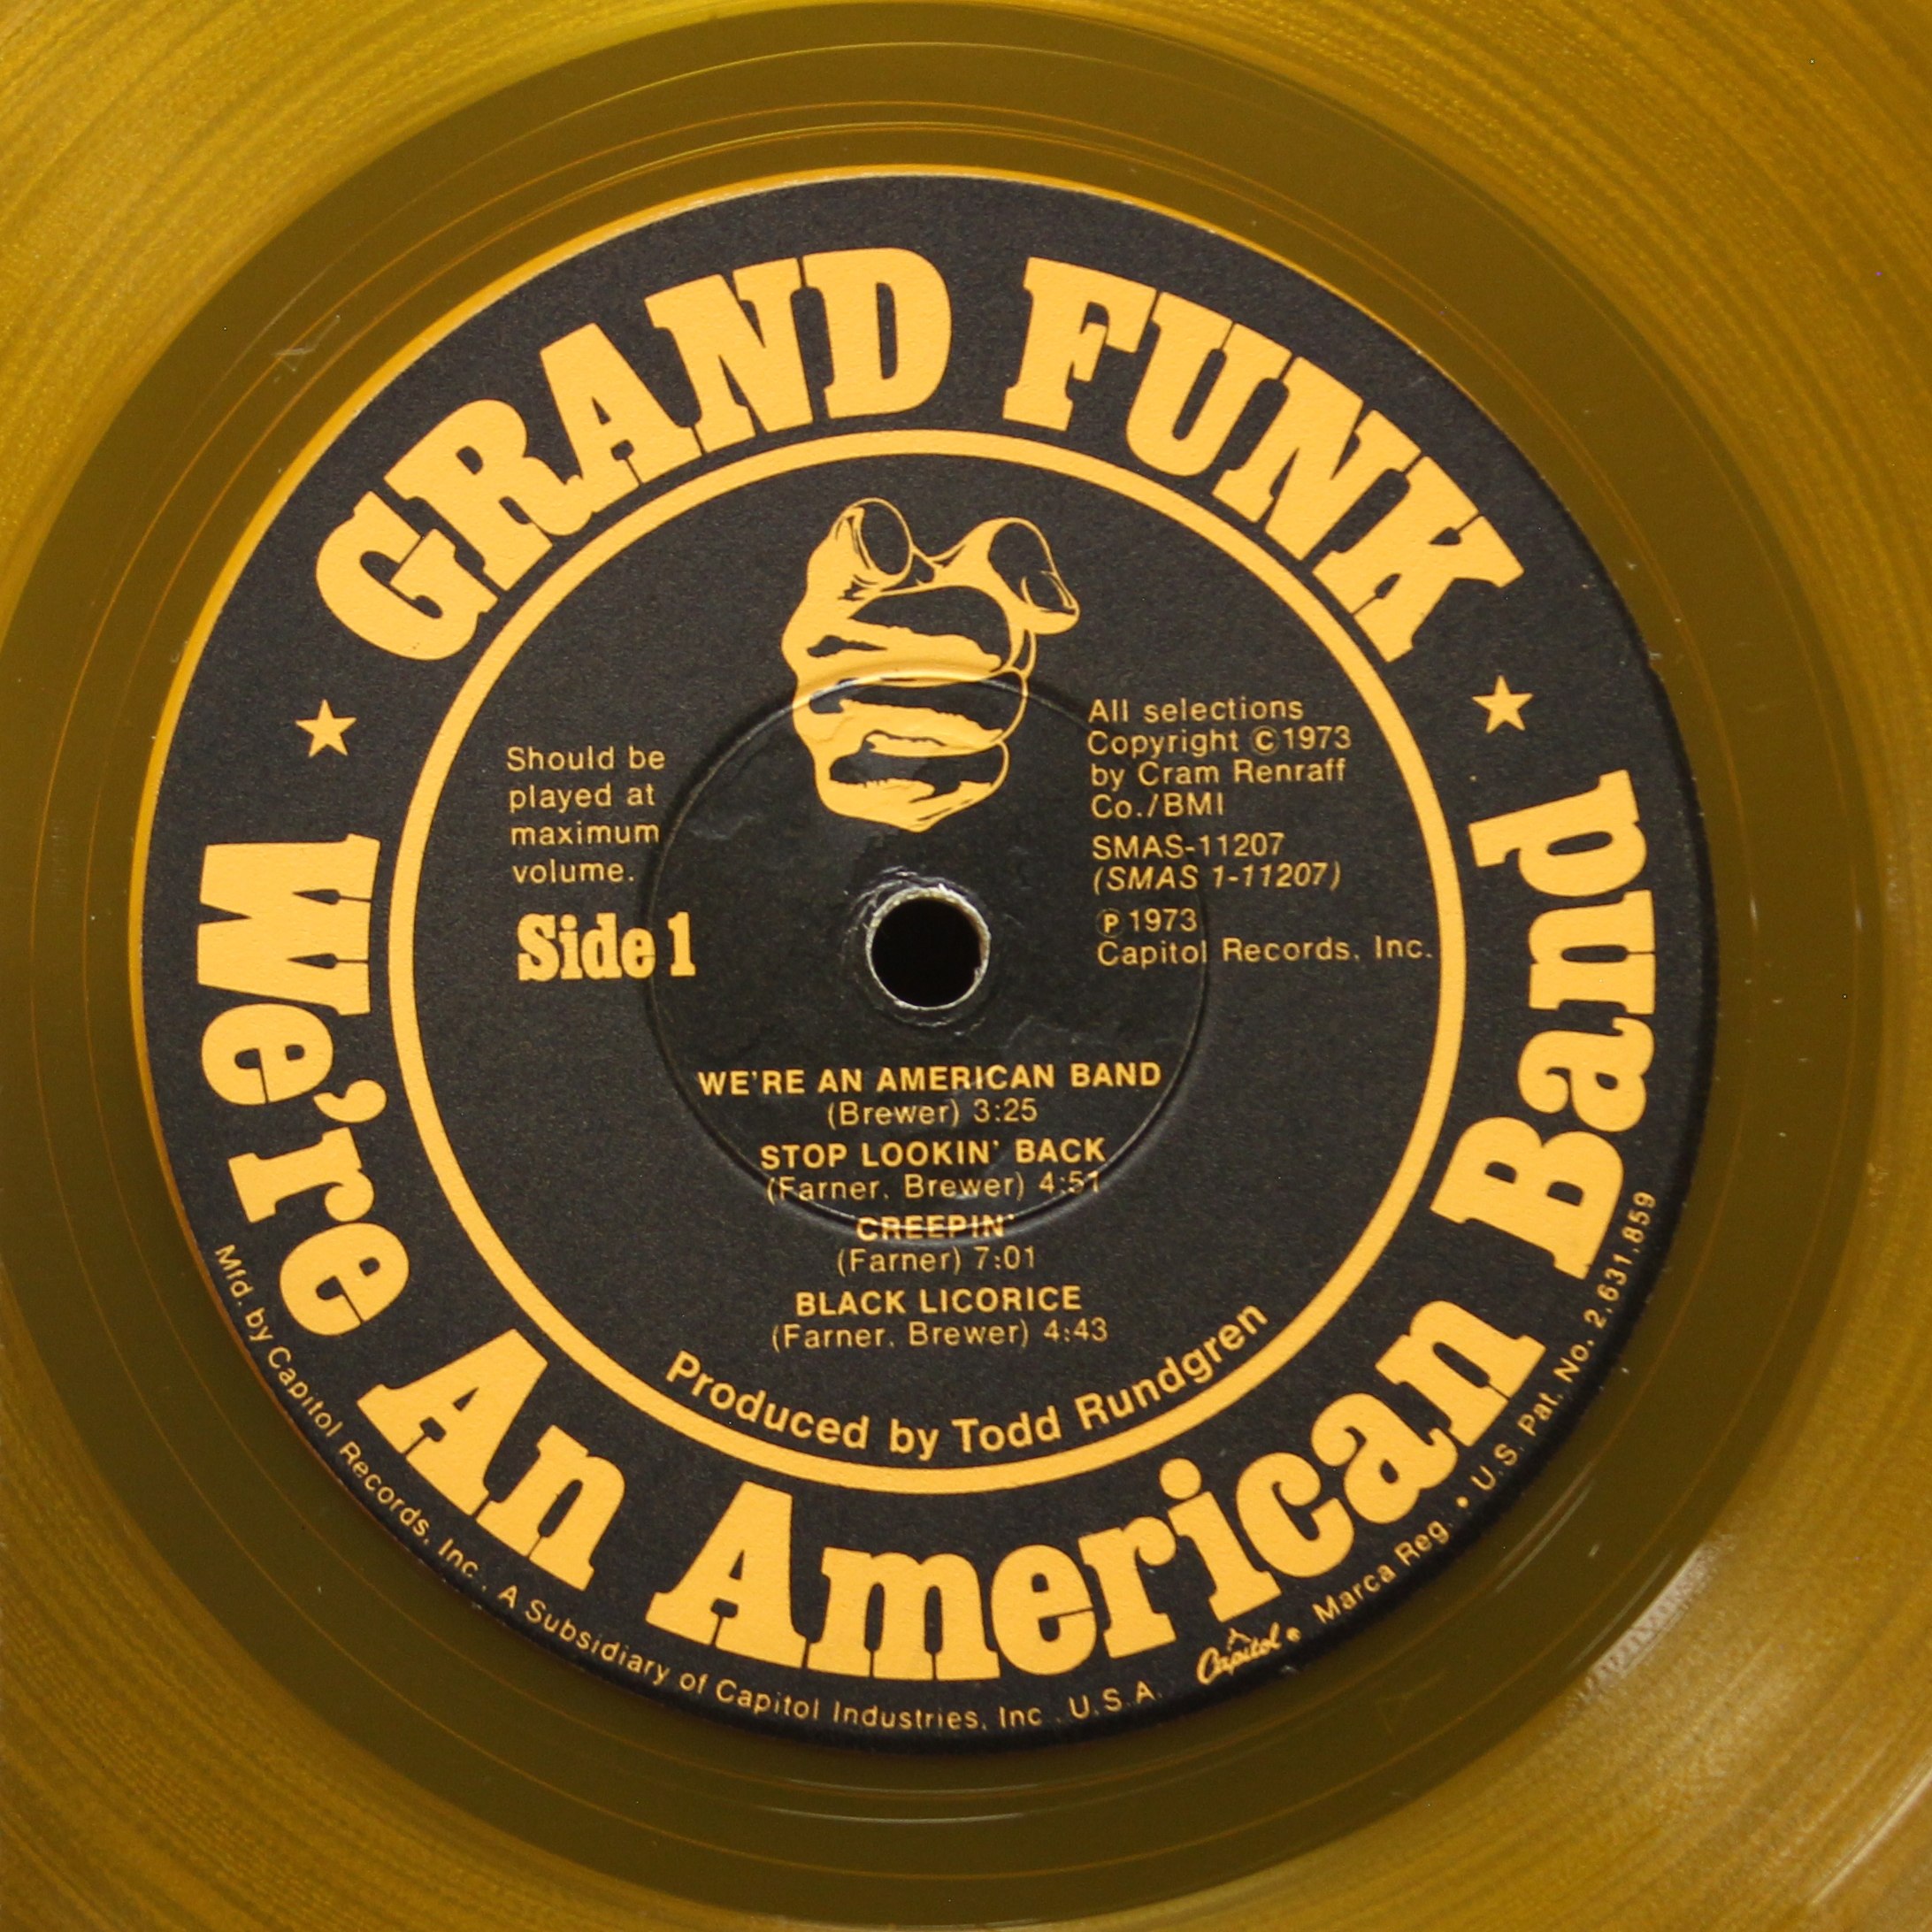 GRAND FUNK
Should be
played at
maximum
volume.
Side 1
All selections
Copyright ©1973
by Cram Renraff
Co./BMI
SMAS-11207
(SMAS 1-11207)
℗ 1973
Capitol Records, Inc.
WE'RE AN AMERICAN BAND
(Brewer) 3:25
STOP LOOKIN' BACK
(Farner, Brewer) 4:51
CREEPIN'
(Farner) 7:01
BLACK LICORICE
(Farner, Brewer) 4:43
Produced by Todd Rundgren
We're An American Band
Mfd. by Capitol Records, Inc., A Subsidiary of Capitol Industries, Inc., U.S.A. Capitol ® Marca Reg. • U.S. Pat. No. 2,631,859